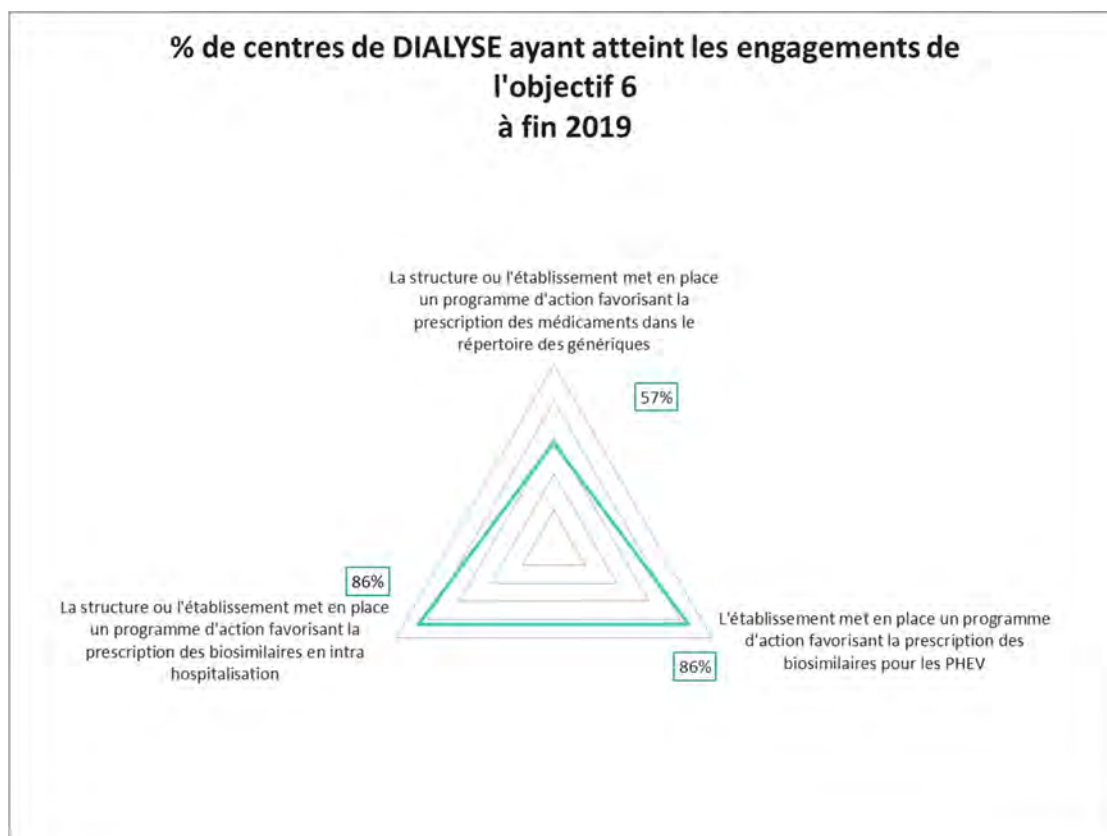 % de centres de DIALYSE ayant atteint les engagements de
l'objectif 6
à fin 2019
La structure ou l'établissement met en place
un programme d'action favorisant la
prescription des médicaments dans le
répertoire des génériques
57%
86%
La structure ou l'établissement met en place
un programme d'action favorisant la
prescription des biosimilaires en intra
hospitalisation
L'établissement met en place un programme
d'action favorisant la prescription des
biosimilaires pour les PHEV
86%